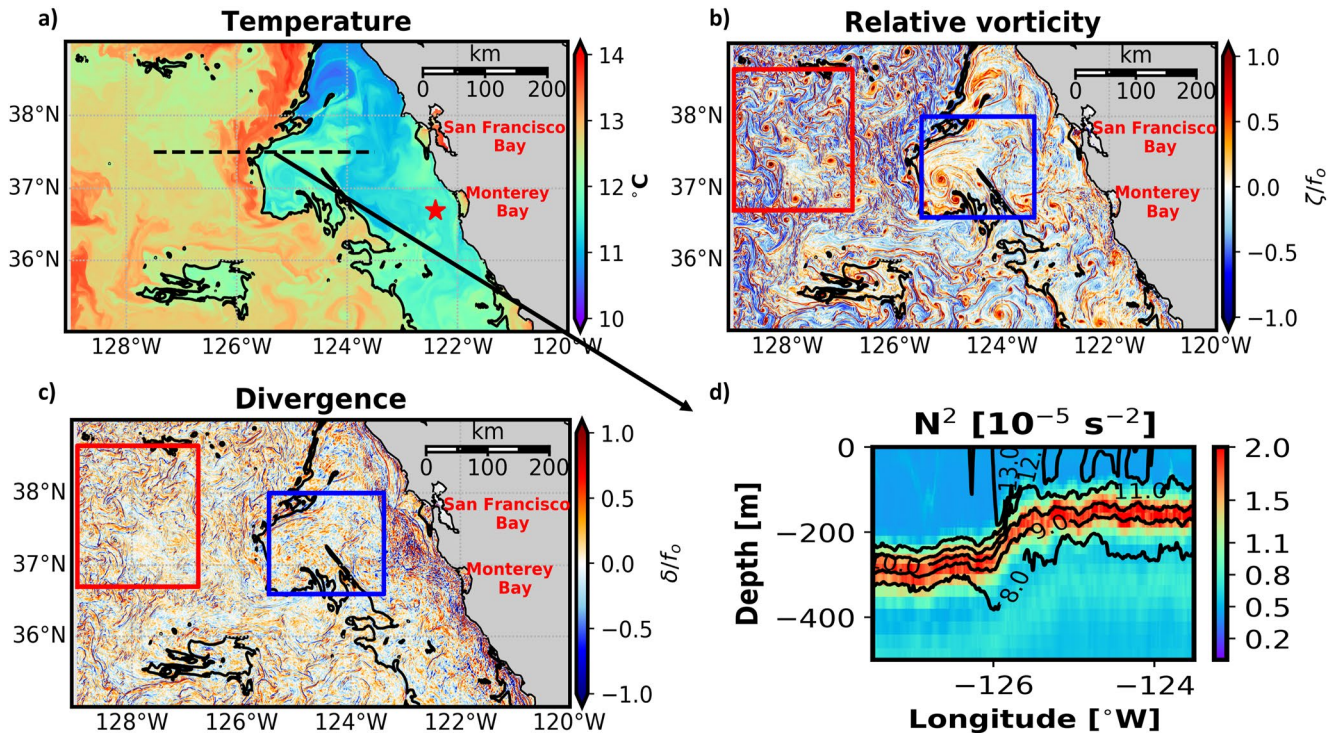 a)
Temperature
km
0 100 200
38°N
37°N
36°N
San Francisco
Bay
Monterey
Bay
128°W 126°W 124°W 122°W 120°W
14
13
12
11
10
°C
b)
Relative vorticity
km
0 100 200
38°N
37°N
36°N
San Francisco
Bay
Monterey
Bay
128°W 126°W 124°W 122°W 120°W
1.0
0.5
0.0
−0.5
−1.0
ζ/fo
c)
Divergence
km
0 100 200
38°N
37°N
36°N
San Francisco
Bay
Monterey
Bay
128°W 126°W 124°W 122°W 120°W
1.0
0.5
0.0
−0.5
−1.0
δ/fo
d)
N² [10⁻⁵ s⁻²]
0
−200
−400
Depth [m]
13.0
11.0
9.0
8.0
−126 −124
Longitude [°W]
2.0
1.5
1.1
0.8
0.5
0.2